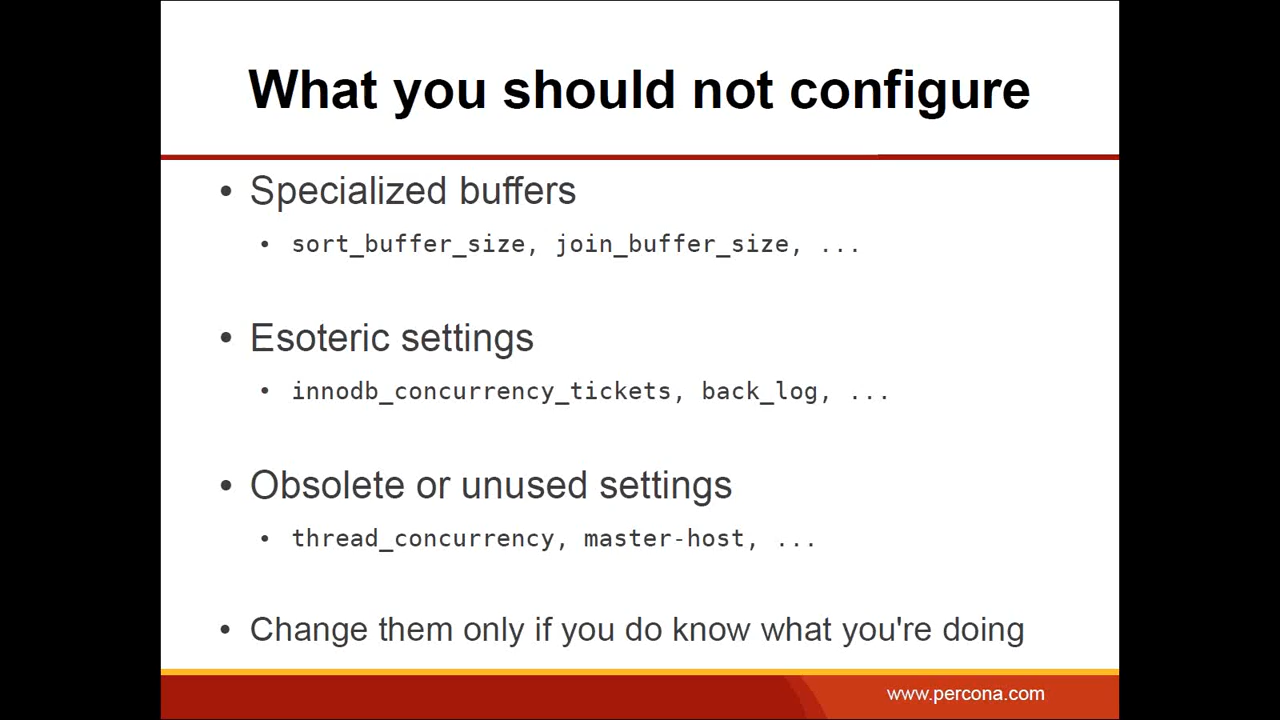 What you should not configure
• Specialized buffers
• sort_buffer_size, join_buffer_size, ...
• Esoteric settings
• innodb_concurrency_tickets, back_log, ...
• Obsolete or unused settings
• thread_concurrency, master-host, ...
• Change them only if you do know what you're doing
www.percona.com